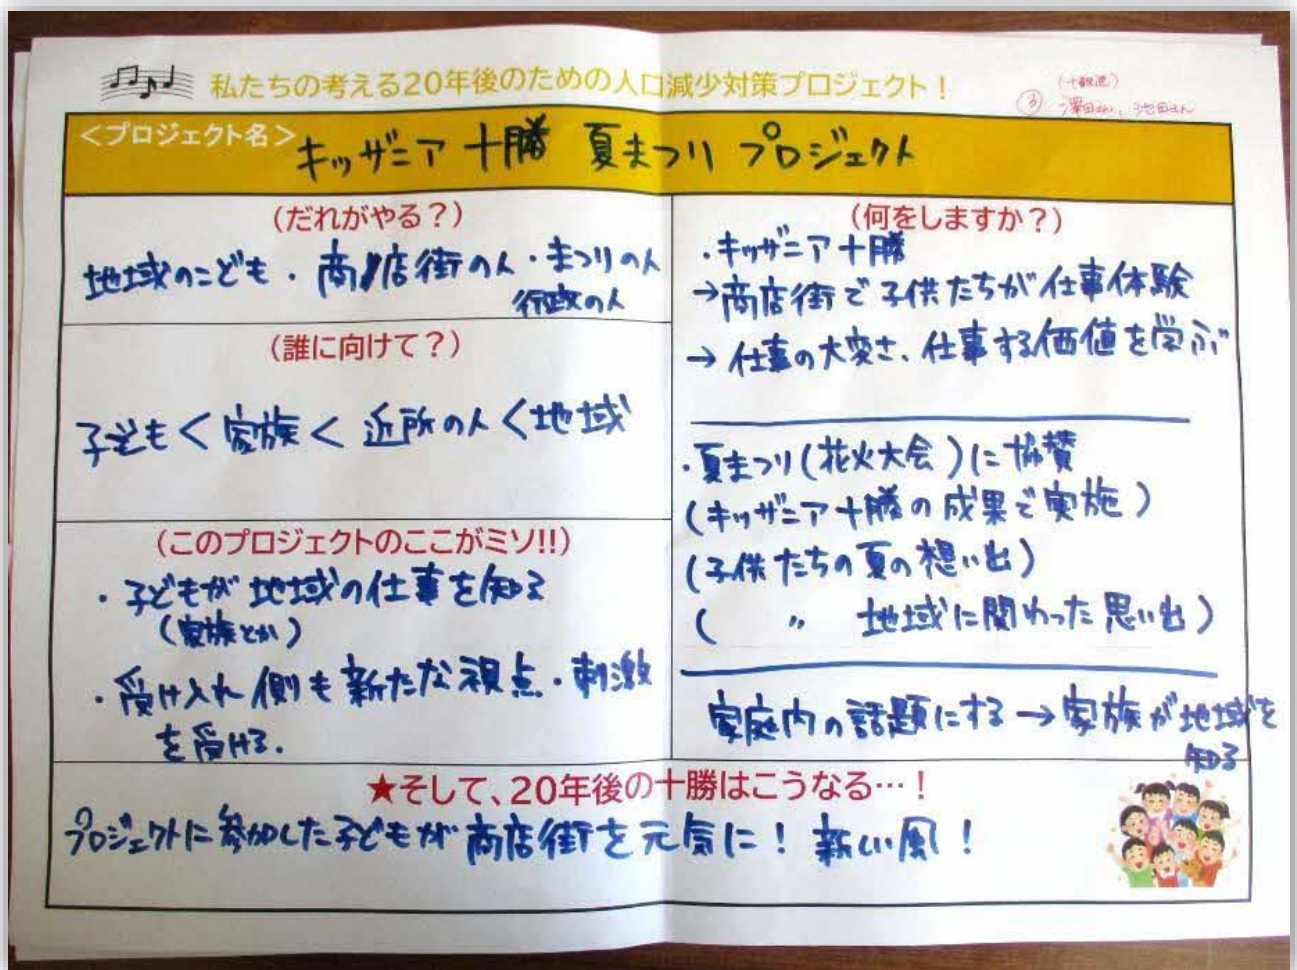 私たちの考える20年後のための人口減少対策プロジェクト!
③ 澤田さん, 池田さん
<プロジェクト名>
キッザニア 十勝 夏まつり プロジェクト
(だれがやる?)
地域のこども・商店街の人・まつりの人
行政の人
(誰に向けて?)
子ども < 家族 < 近所の人 < 地域
(このプロジェクトのここがミソ!!)
・子どもが地域の仕事を知る
(家族とか)
・受け入れ側も新たな視点・刺激
を受ける.
(何をしますか?)
・キッザニア十勝
→商店街で子供たちが仕事体験
→仕事の大変さ、仕事する価値を学ぶ
・夏まつり(花火大会)に協賛
(キッザニア十勝の成果で実施)
(子供たちの夏の想い出)
( 〃 地域に関わった思い出)
家庭内の話題にする→家族が地域を
知る
★そして、20年後の十勝はこうなる…!
プロジェクトに参加した子どもが商店街を元気に!新しい風!